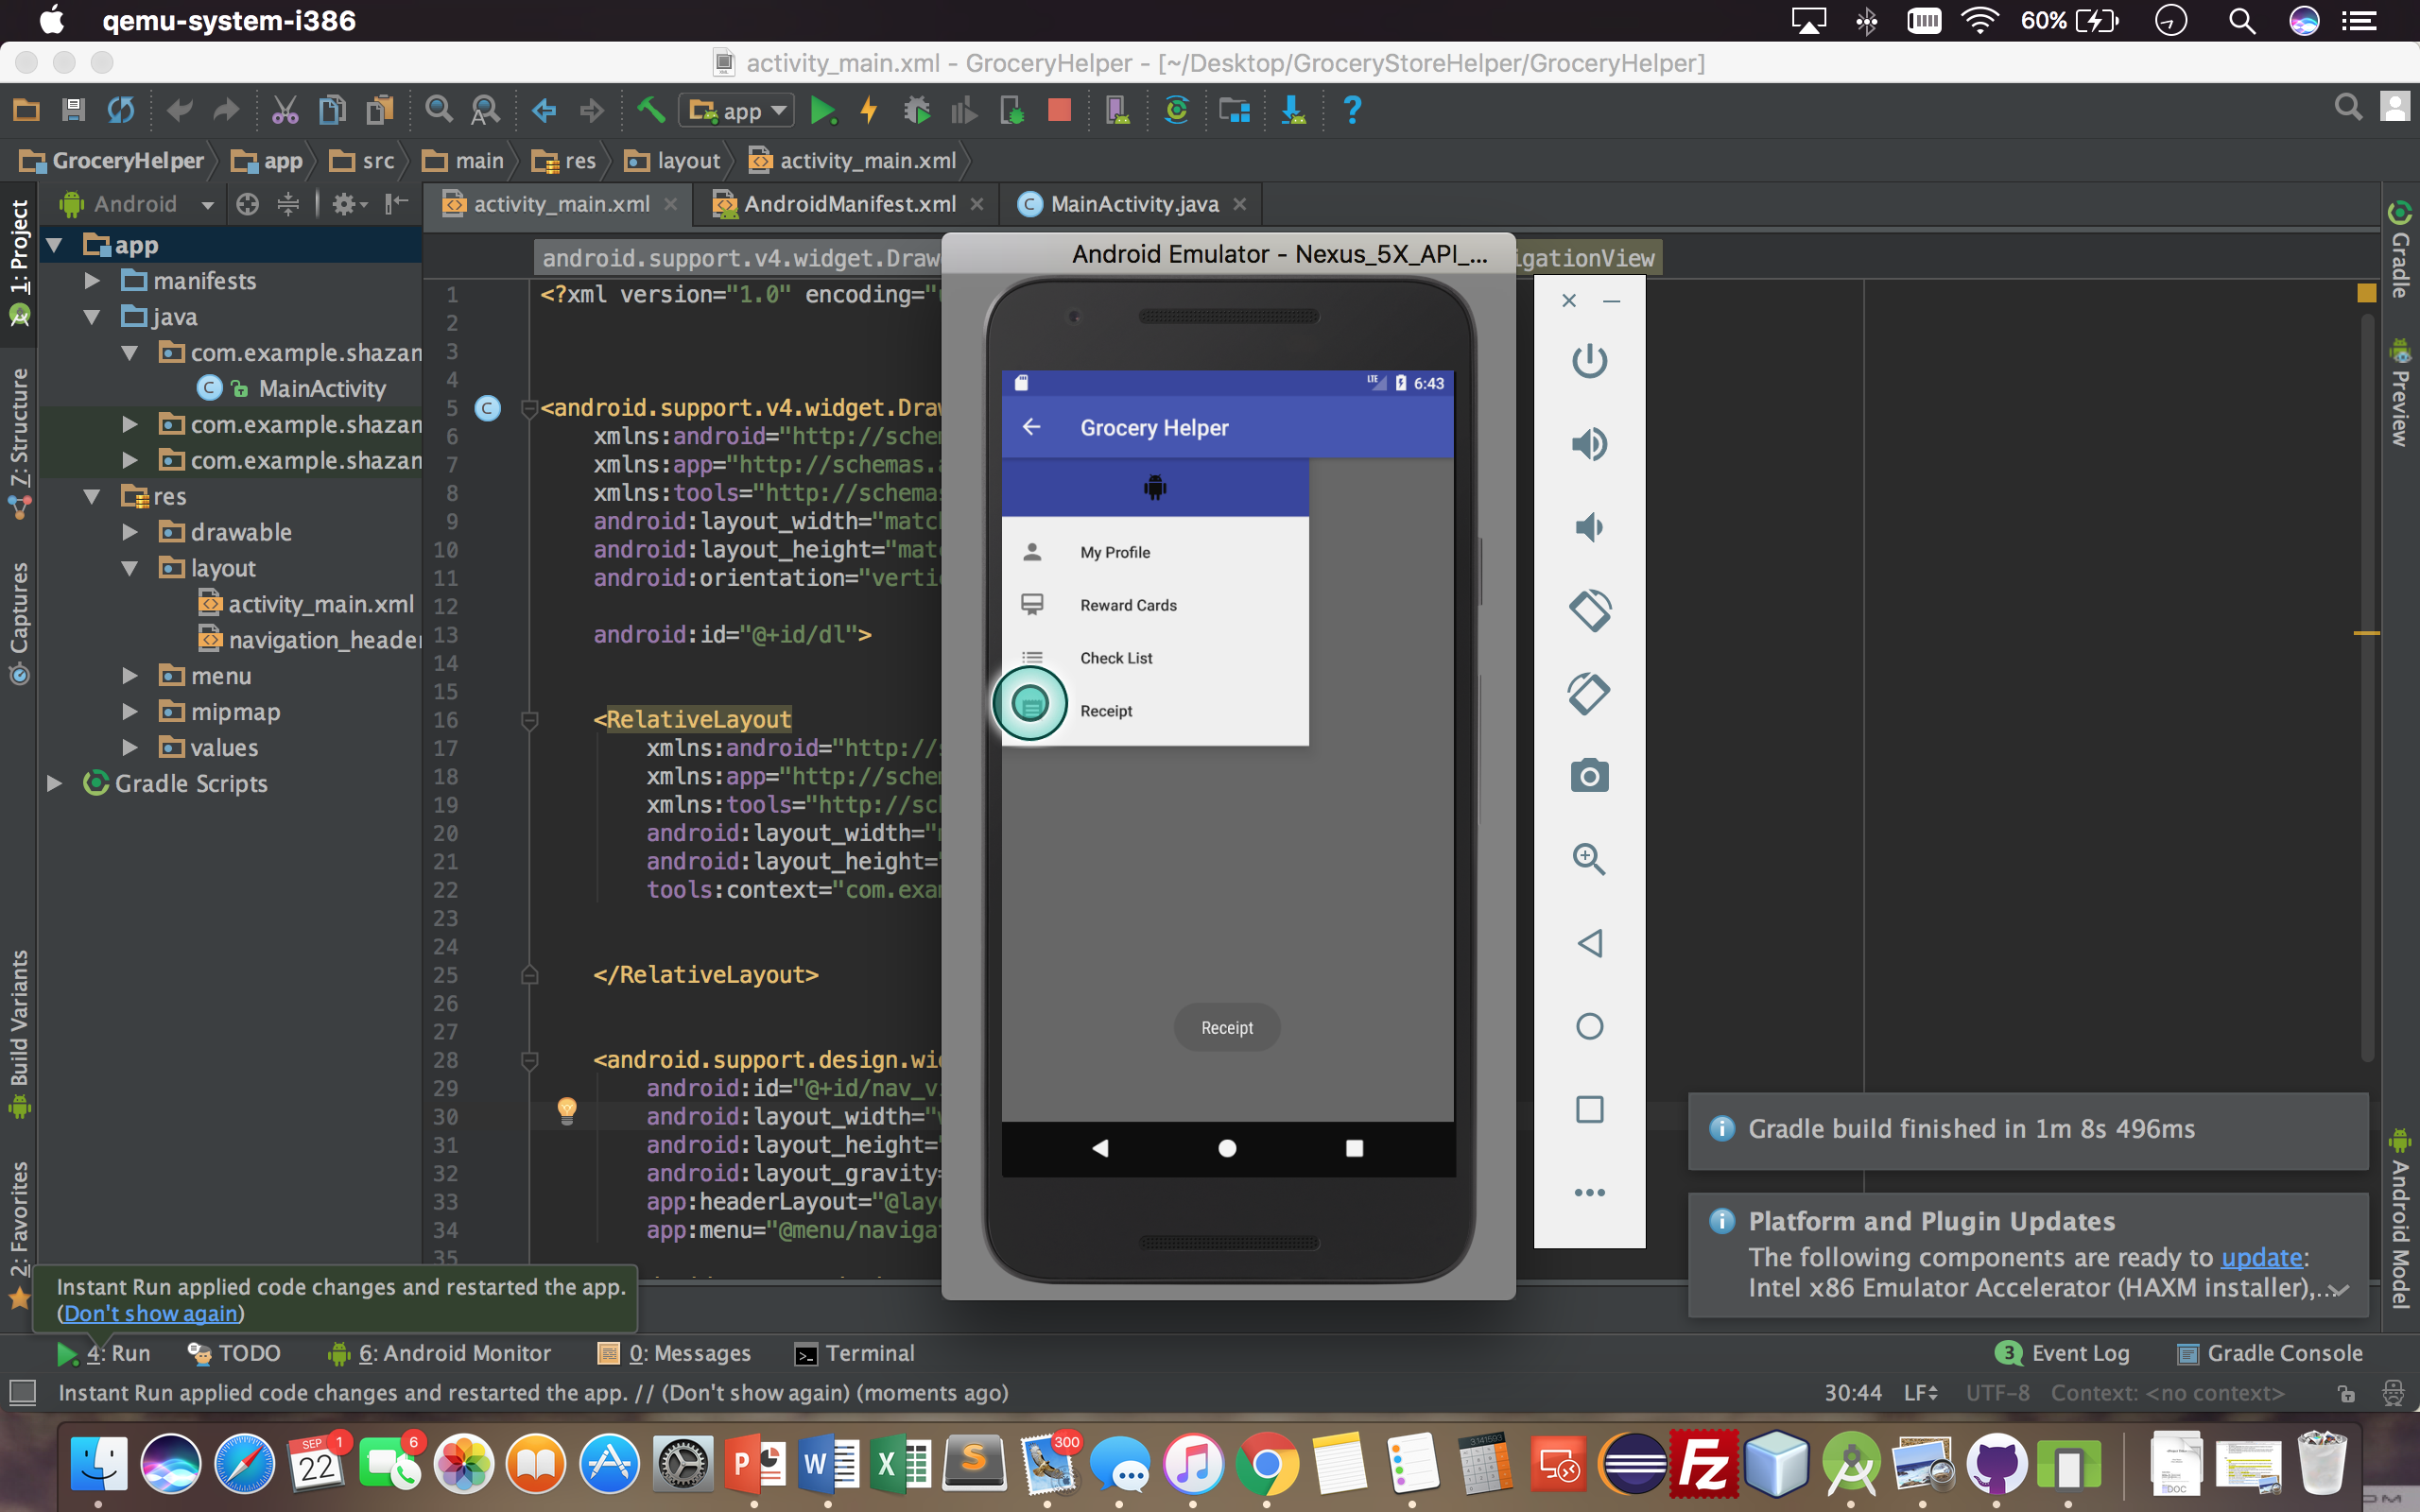 qemu-system-i386
60%
activity_main.xml - GroceryHelper - [~/Desktop/GroceryStoreHelper/GroceryHelper]
app
GroceryHelper app src main res layout activity_main.xml
Android
activity_main.xml
AndroidManifest.xml
MainActivity.java
1: Project
7: Structure
Captures
Build Variants
2: Favorites
app
manifests
java
com.example.shazan
MainActivity
com.example.shazan
com.example.shazan
res
drawable
layout
activity_main.xml
navigation_header
menu
mipmap
values
Gradle Scripts
android.support.v4.widget.Draw
igationView
1 <?xml version="1.0" encoding="
2
3
4
5 <android.support.v4.widget.Draw
6 xmlns:android="http://schem
7 xmlns:app="http://schemas.
8 xmlns:tools="http://schema
9 android:layout_width="matc
10 android:layout_height="mat
11 android:orientation="verti
12
13 android:id="@+id/dl">
14
15
16 <RelativeLayout
17 xmlns:android="http://
18 xmlns:app="http://schem
19 xmlns:tools="http://sc
20 android:layout_width="
21 android:layout_height="
22 tools:context="com.exa
23
24
25 </RelativeLayout>
26
27
28 <android.support.design.wi
29 android:id="@+id/nav_v
30 android:layout_width="
31 android:layout_height="
32 android:layout_gravity=
33 app:headerLayout="@lay
34 app:menu="@menu/naviga
35
Android Emulator - Nexus_5X_API_...
LTE 6:43
Grocery Helper
My Profile
Reward Cards
Check List
Receipt
Receipt
Gradle
Preview
Android Model
Gradle build finished in 1m 8s 496ms
Platform and Plugin Updates
The following components are ready to update:
Intel x86 Emulator Accelerator (HAXM installer),...
Instant Run applied code changes and restarted the app.
(Don't show again)
4: Run TODO 6: Android Monitor 0: Messages Terminal
3 Event Log Gradle Console
Instant Run applied code changes and restarted the app. // (Don't show again) (moments ago)
30:44 LF UTF-8 Context: <no context>
SEP
22
1
6
300
3.141593
P
W
X
S
Fz
DOC